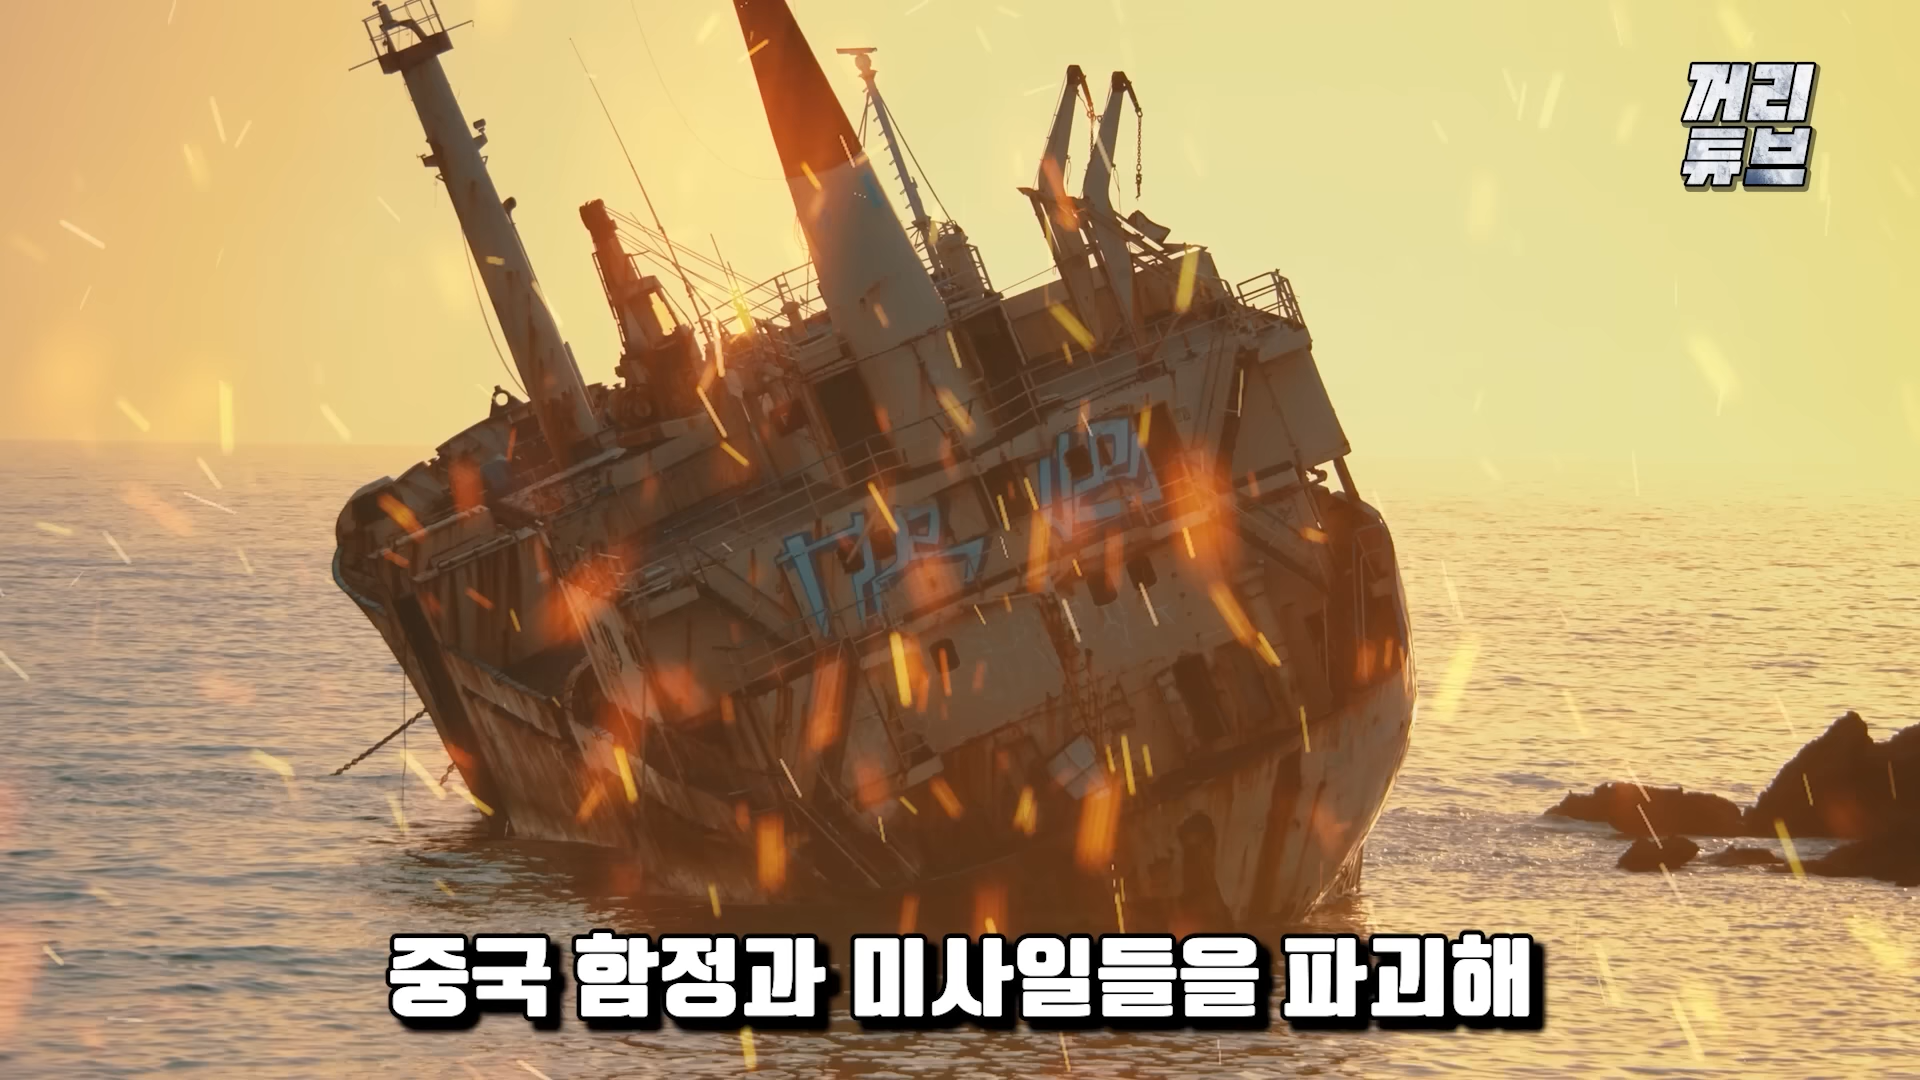 꺼리
튜브
중국 함정과 미사일들을 파괴해